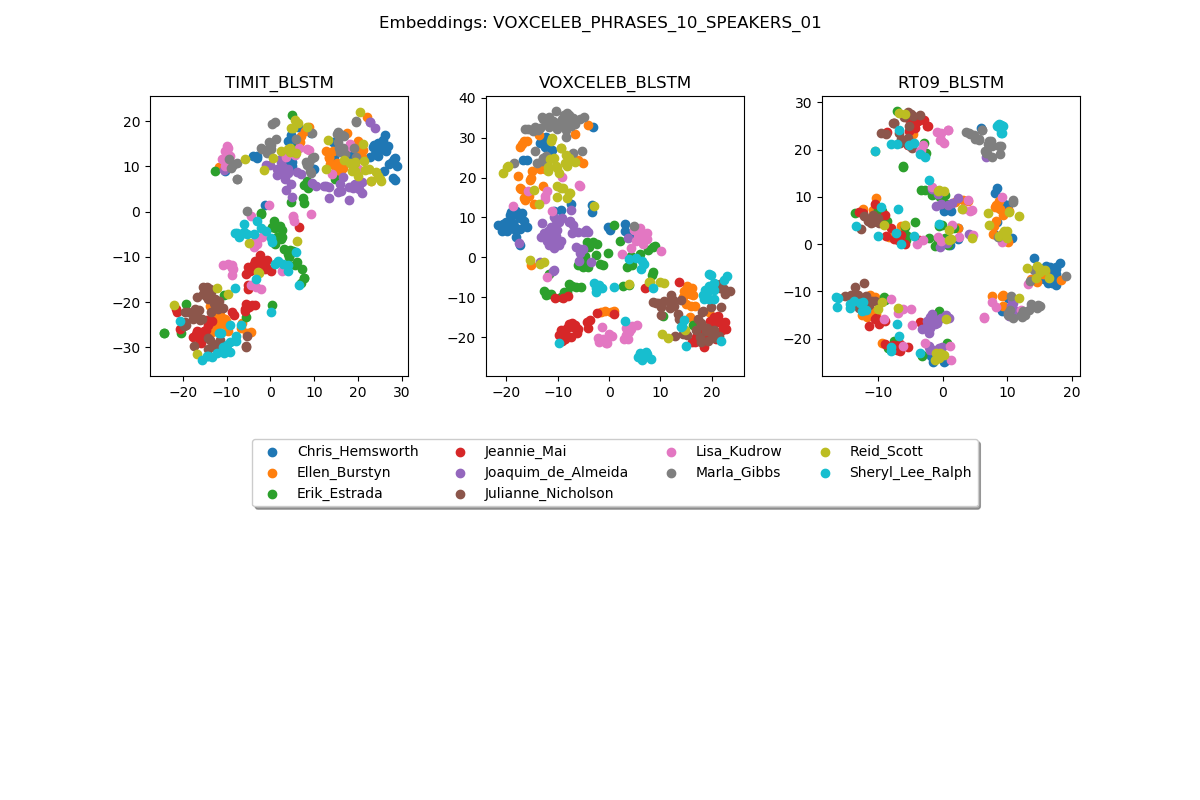 Embeddings: VOXCELEB_PHRASES_10_SPEAKERS_01
TIMIT_BLSTM
20
10
0
−10
−20
−30
−20 −10 0 10 20 30
VOXCELEB_BLSTM
40
30
20
10
0
−10
−20
−20 −10 0 10 20
RT09_BLSTM
30
20
10
0
−10
−20
−10 0 10 20
Chris_Hemsworth
Ellen_Burstyn
Erik_Estrada
Jeannie_Mai
Joaquim_de_Almeida
Julianne_Nicholson
Lisa_Kudrow
Marla_Gibbs
Reid_Scott
Sheryl_Lee_Ralph